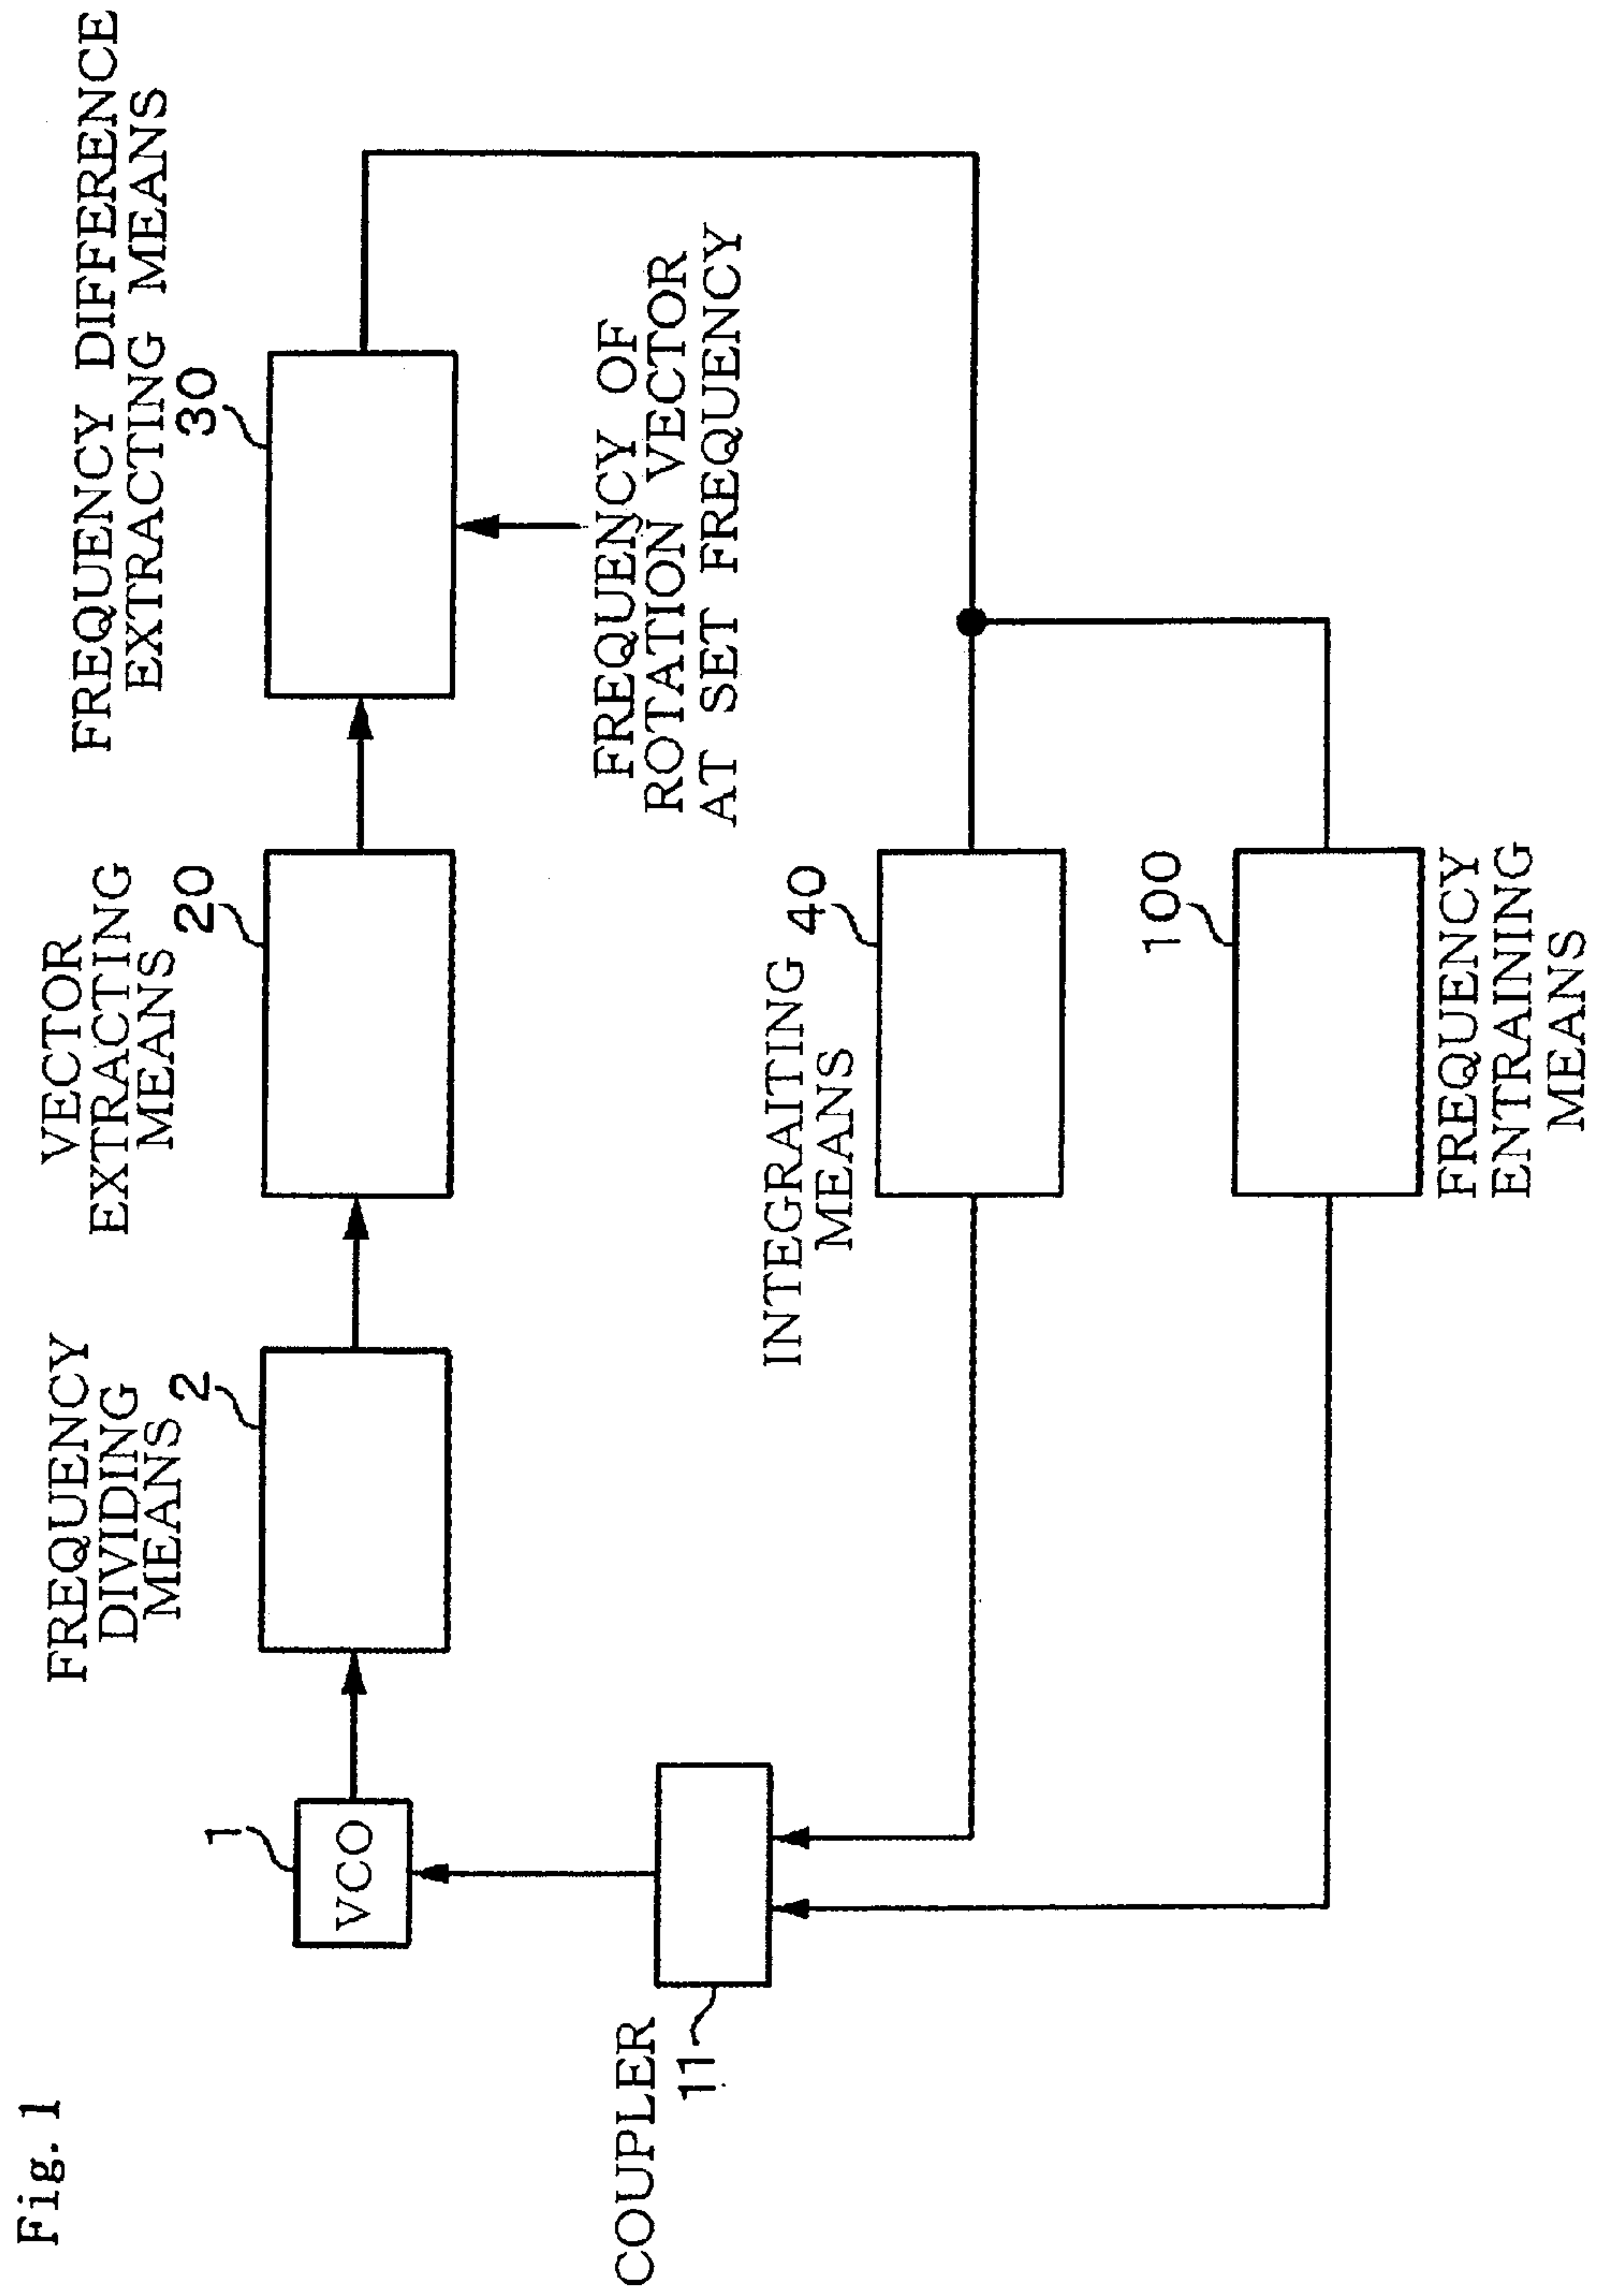 Fig. 1
FREQUENCY
DIVIDING
MEANS
2
VECTOR
EXTRACTING
MEANS
20
FREQUENCY DIFFERENCE
EXTRACTING MEANS
30
1
VCO
FREQUENCY OF
ROTATION VECTOR
AT SET FREQUENCY
COUPLER
11
INTEGRAITING
MEANS
40
100
FREQUENCY
ENTRAINING
MEANS